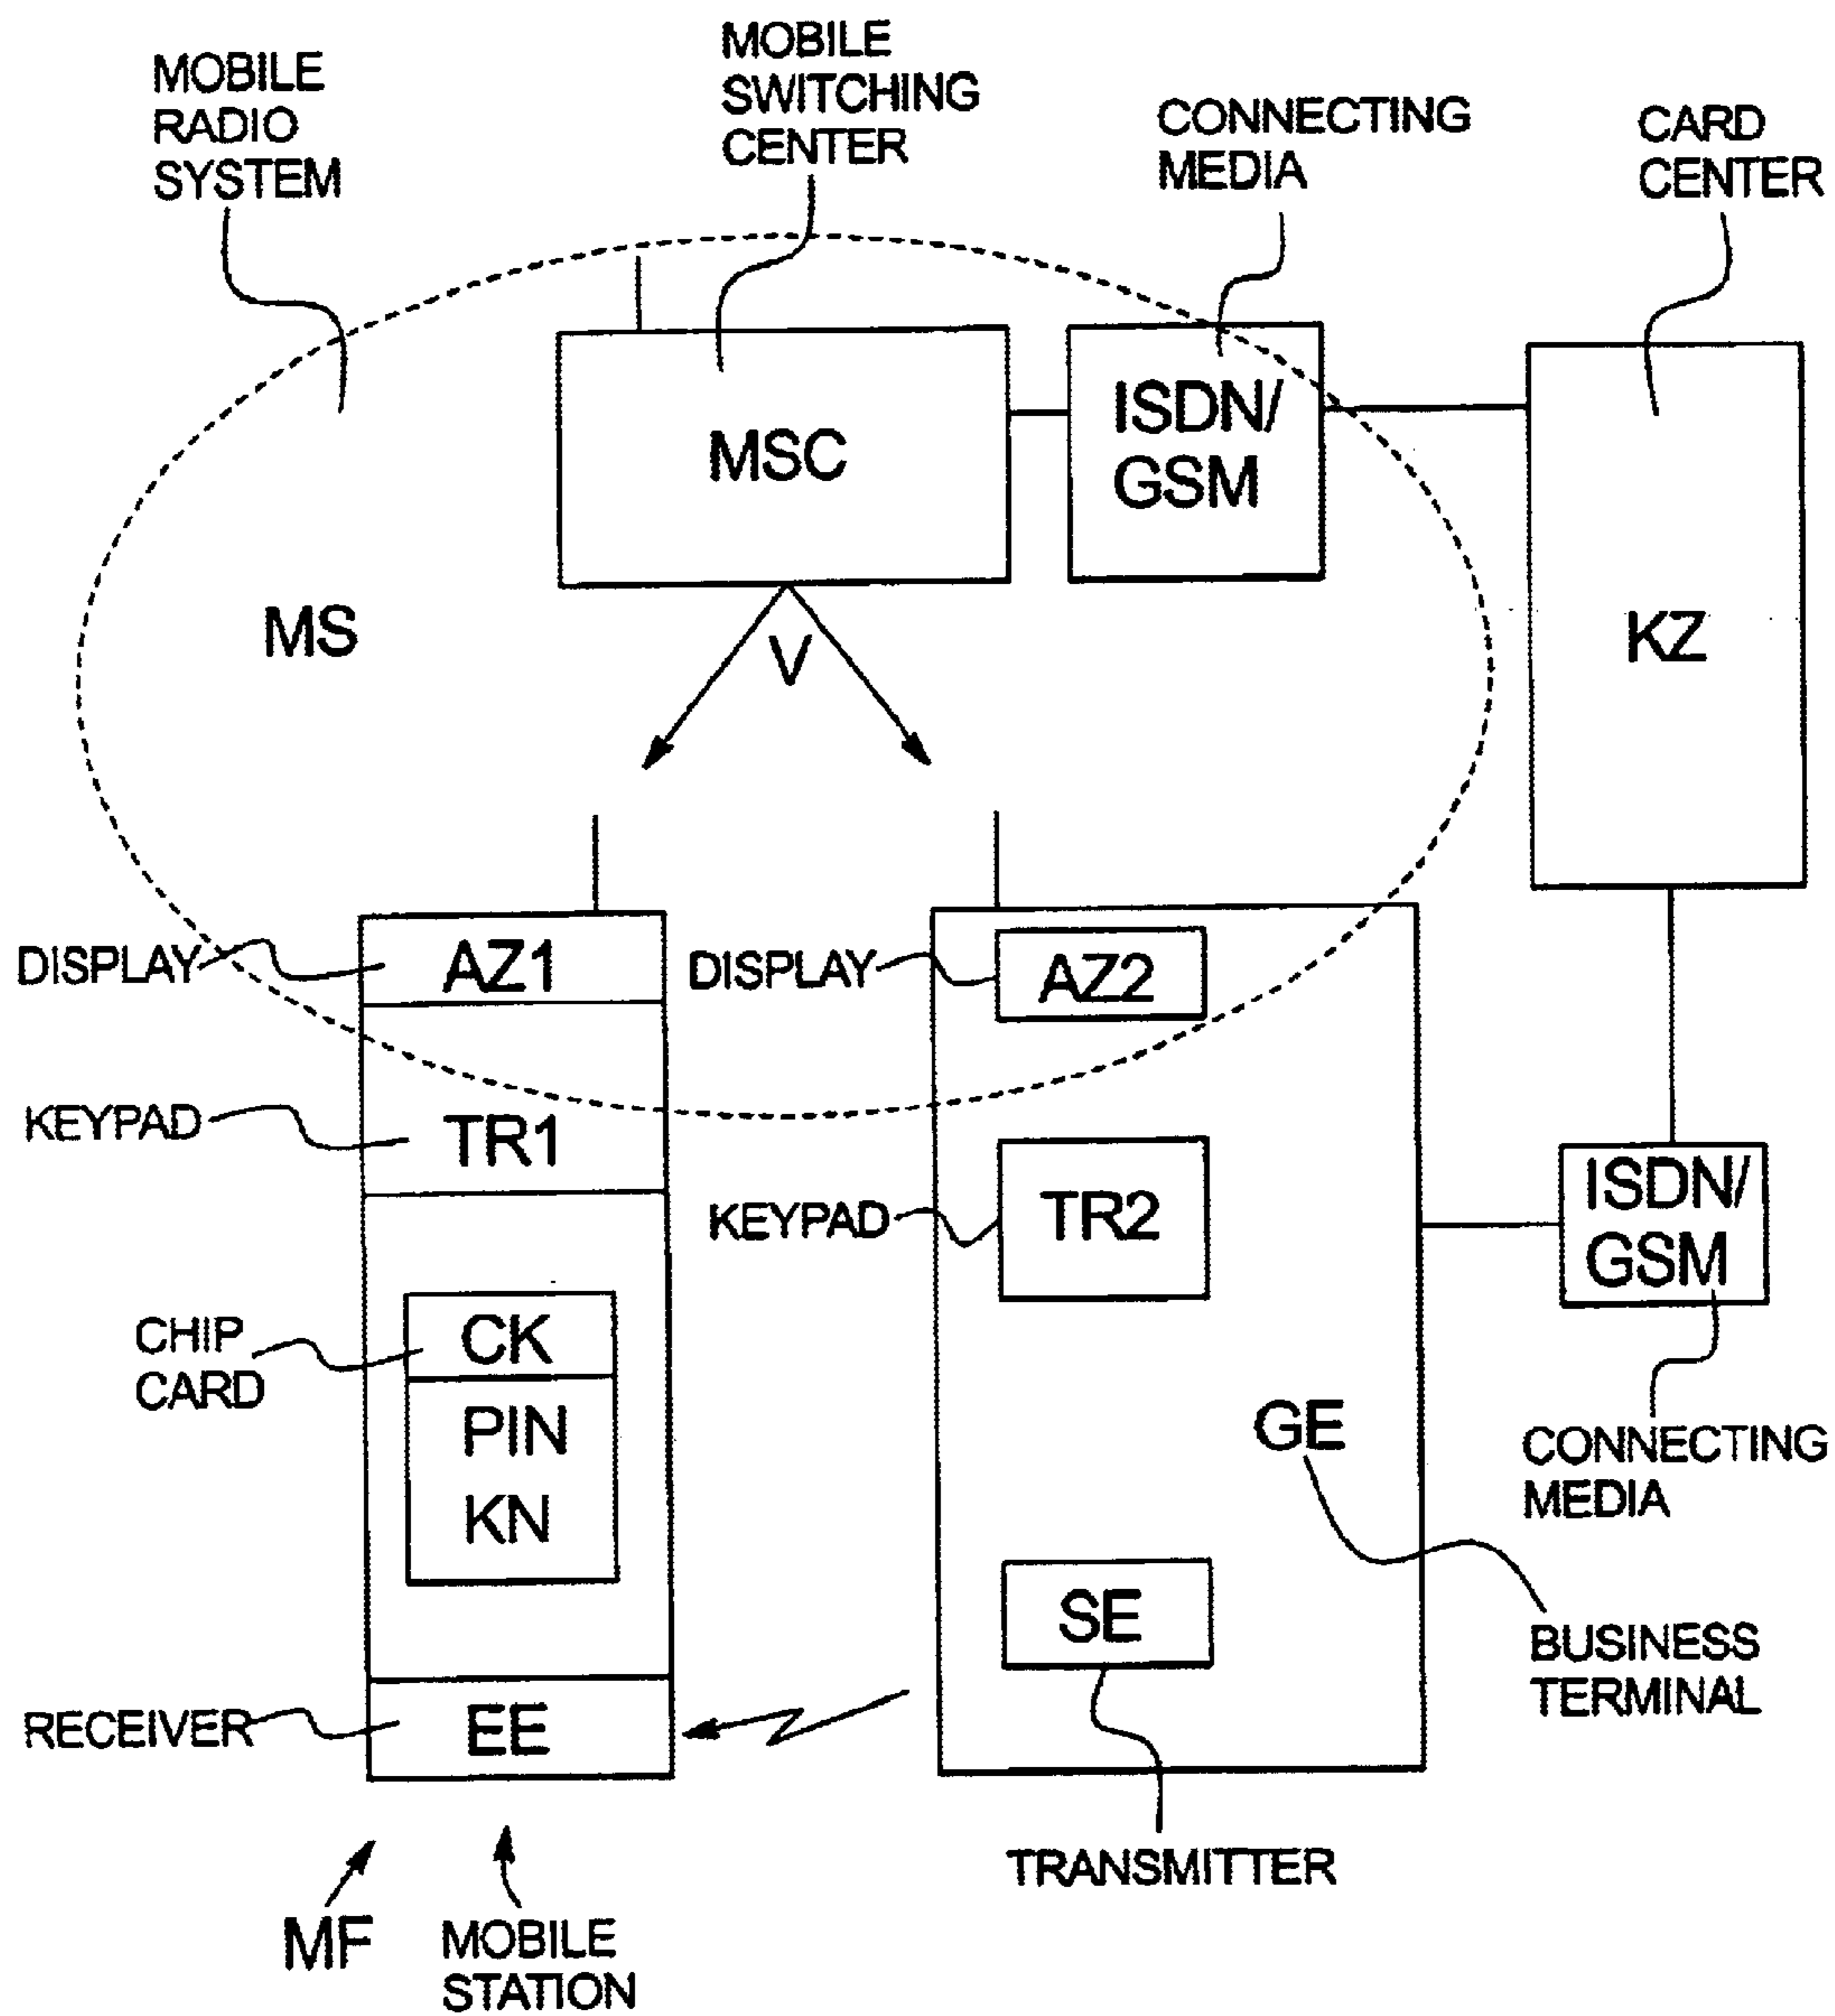 MOBILE
RADIO
SYSTEM
MOBILE
SWITCHING
CENTER
CONNECTING
MEDIA
CARD
CENTER
MSC
ISDN/
GSM
KZ
MS
V
DISPLAY
AZ1
DISPLAY
AZ2
KEYPAD
TR1
KEYPAD
TR2
ISDN/
GSM
CHIP
CARD
CK
PIN
KN
GE
CONNECTING
MEDIA
SE
BUSINESS
TERMINAL
RECEIVER
EE
TRANSMITTER
MF
MOBILE
STATION